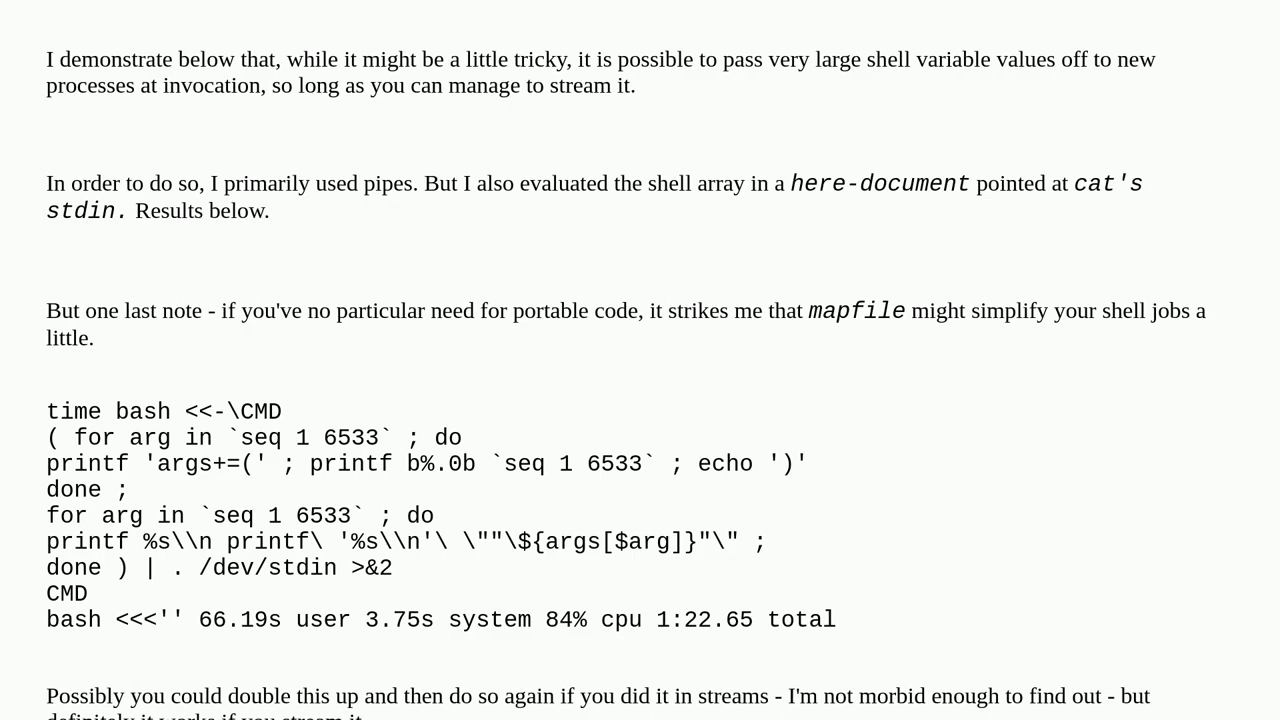 I demonstrate below that, while it might be a little tricky, it is possible to pass very large shell variable values off to new
processes at invocation, so long as you can manage to stream it.
In order to do so, I primarily used pipes. But I also evaluated the shell array in a here-document pointed at cat's
stdin. Results below.
But one last note - if you've no particular need for portable code, it strikes me that mapfile might simplify your shell jobs a
little.
time bash <<-\CMD
( for arg in `seq 1 6533` ; do
printf 'args+=(' ; printf b%.0b `seq 1 6533` ; echo ')'
done ;
for arg in `seq 1 6533` ; do
printf %s\\n printf\ '%s\\n'\ \""\${args[$arg]}"\" ;
done ) | . /dev/stdin >&2
CMD
bash <<<'' 66.19s user 3.75s system 84% cpu 1:22.65 total
Possibly you could double this up and then do so again if you did it in streams - I'm not morbid enough to find out - but
definitely it works if you stream it.